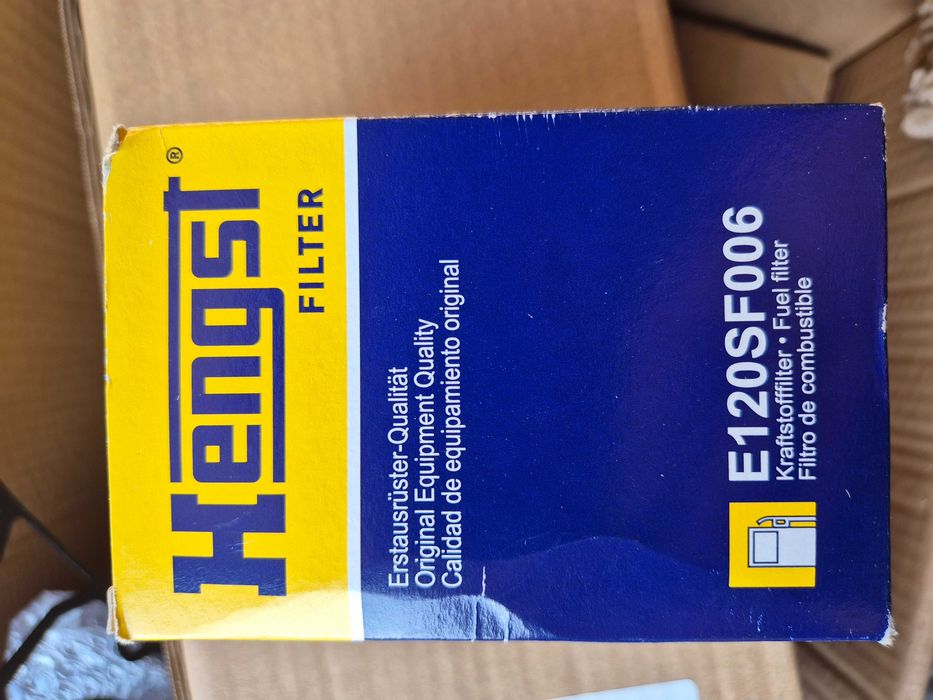 Hengst®
FILTER
Erstausrüster-Qualität
Original Equipment Quality
Calidad de equipamiento original
E120SF006
Kraftstofffilter • Fuel filter
Filtro de combustible